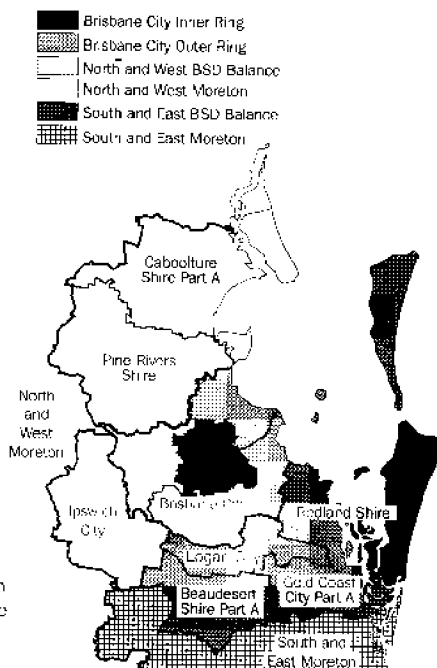 Brisbane City Inner Ring
Brisbane City Outer Ring
North and West BSD Balance
North and West Moreton
South and East BSD Balance
South and East Moreton
Caboolture
Shire Part A
Pine Rivers
Shire
North
and
West
Moreton
Ipswich
City
Brisbane
Redland Shire
Logan
Beaudesert
Shire Part A
Gold Coast
City Part A
South and
East Moreton